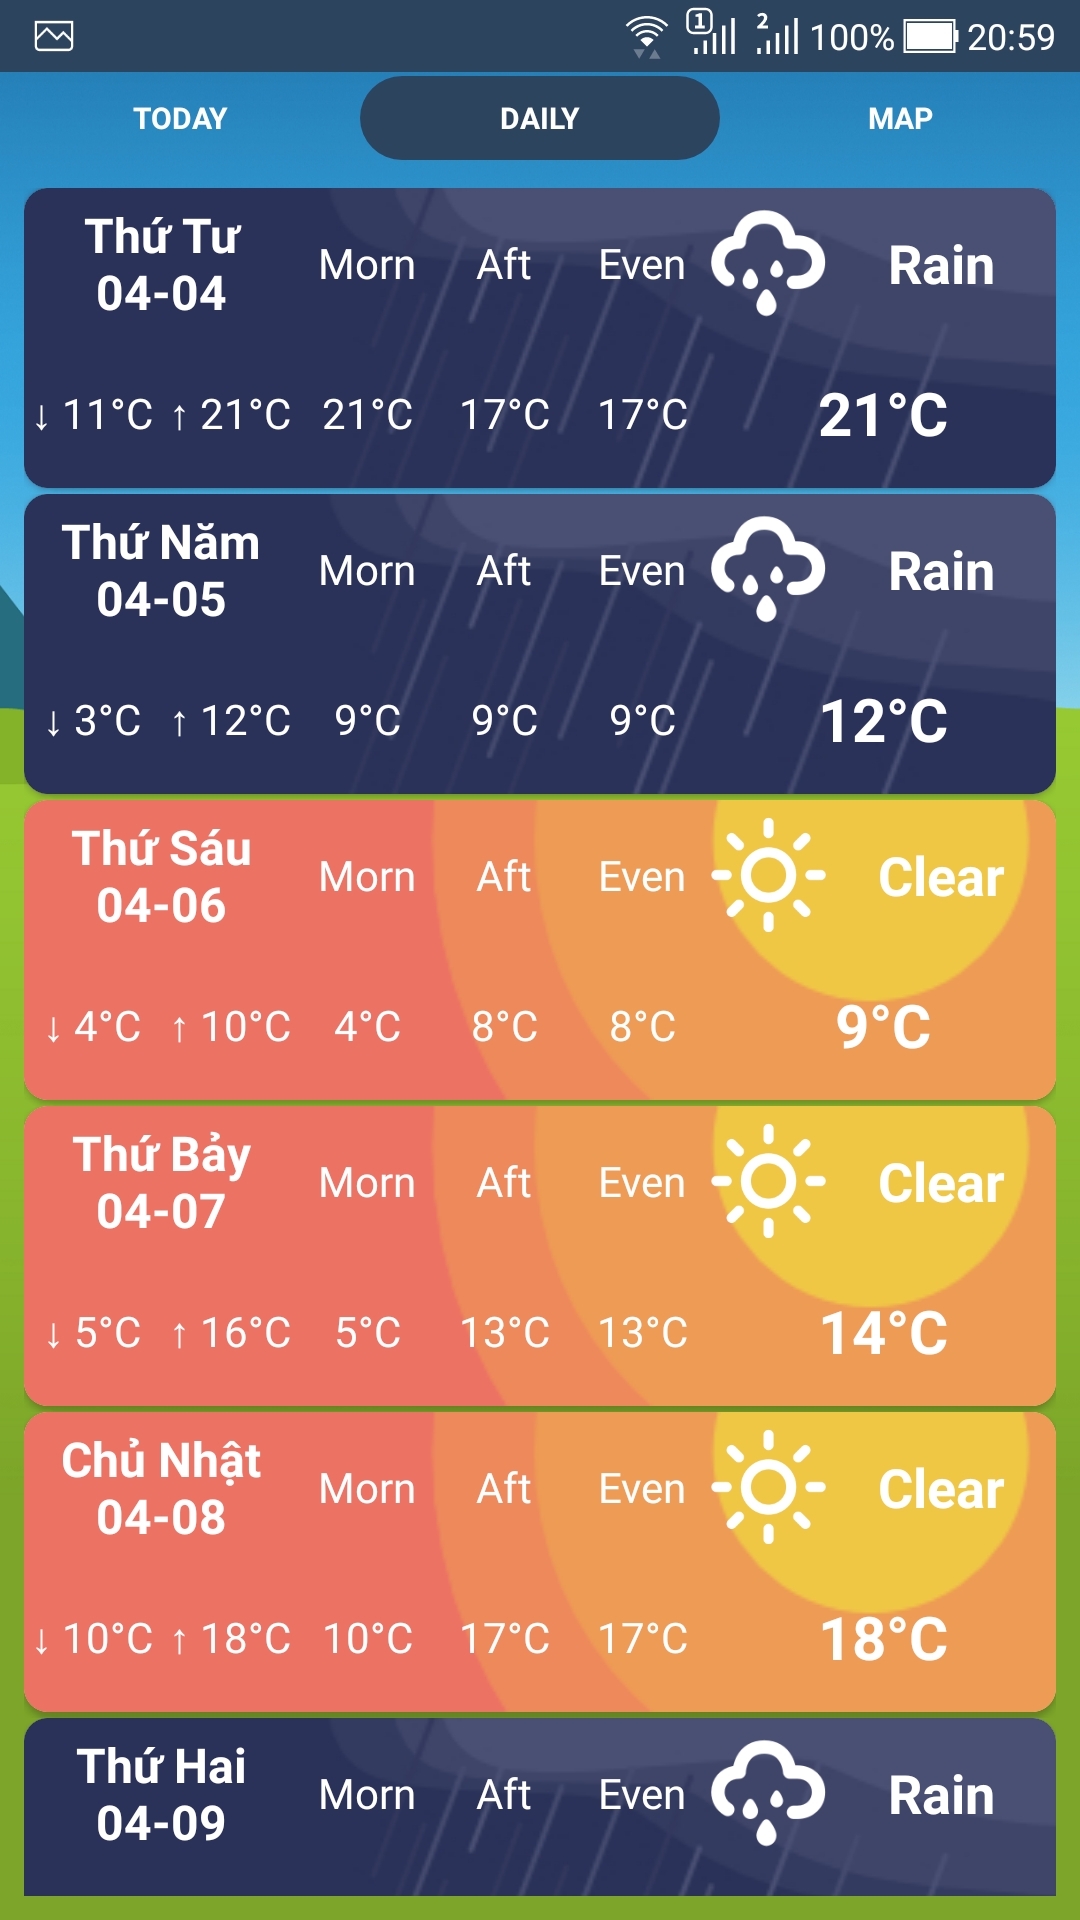 1 2 100% 20:59
TODAY DAILY MAP
Thứ Tư
04-04
Morn Aft Even Rain
↓ 11°C ↑ 21°C 21°C 17°C 17°C 21°C
Thứ Năm
04-05
Morn Aft Even Rain
↓ 3°C ↑ 12°C 9°C 9°C 9°C 12°C
Thứ Sáu
04-06
Morn Aft Even Clear
↓ 4°C ↑ 10°C 4°C 8°C 8°C 9°C
Thứ Bảy
04-07
Morn Aft Even Clear
↓ 5°C ↑ 16°C 5°C 13°C 13°C 14°C
Chủ Nhật
04-08
Morn Aft Even Clear
↓ 10°C ↑ 18°C 10°C 17°C 17°C 18°C
Thứ Hai
04-09
Morn Aft Even Rain